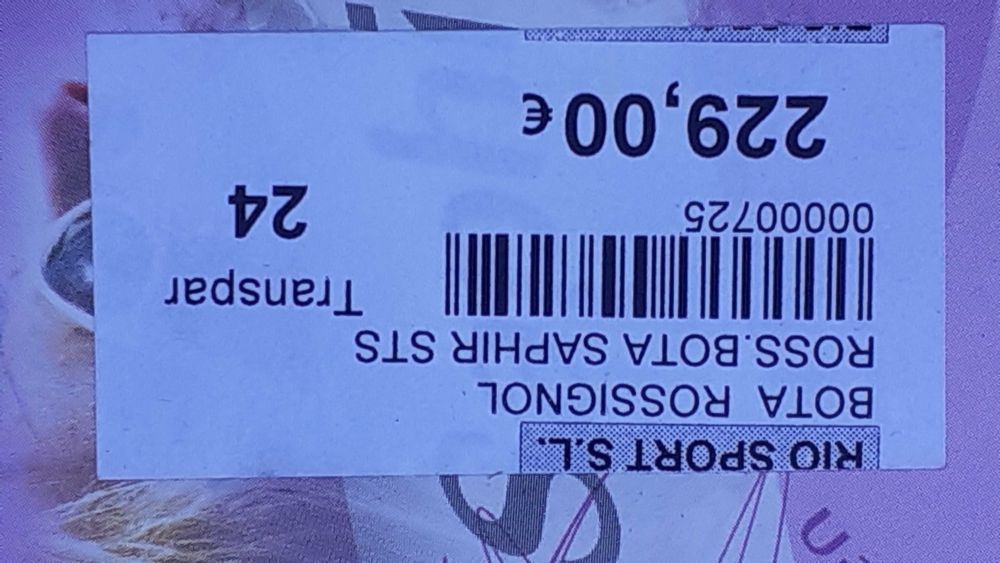 RIO SPORT S.L.
BOTA ROSSIGNOL
ROSS.BOTA SAPHIR STS
Transpar
00000725
24
229,00 €